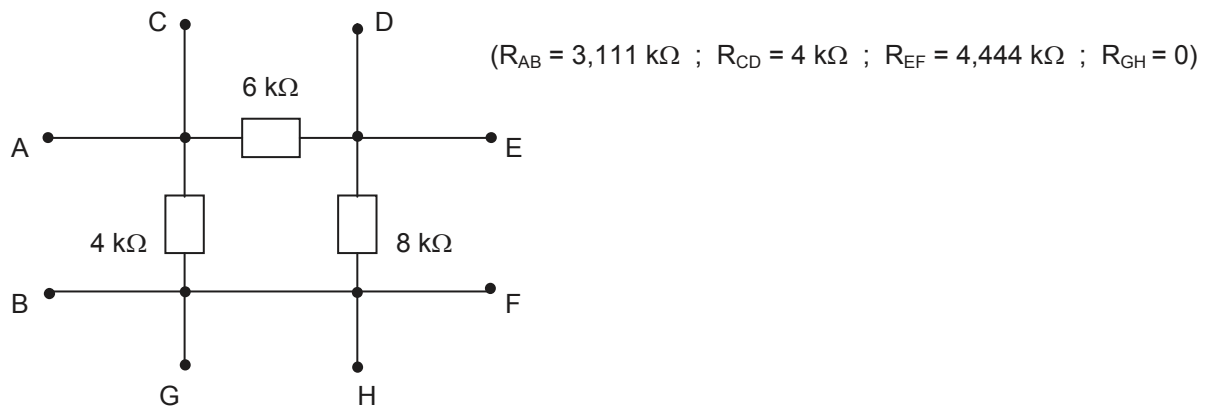 C
D
(R_AB = 3,111 kΩ ; R_CD = 4 kΩ ; R_EF = 4,444 kΩ ; R_GH = 0)
6 kΩ
A
E
4 kΩ
8 kΩ
B
F
G
H